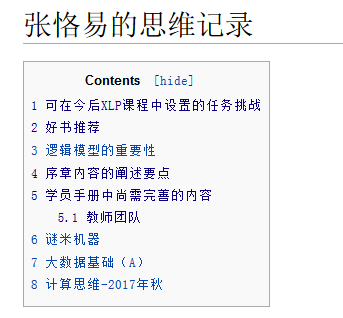 张恪易的思维记录
Contents [hide]
1 可在今后XLP课程中设置的任务挑战
2 好书推荐
3 逻辑模型的重要性
4 序章内容的阐述要点
5 学员手册中尚需完善的内容
5.1 教师团队
6 谜米机器
7 大数据基础（A）
8 计算思维-2017年秋